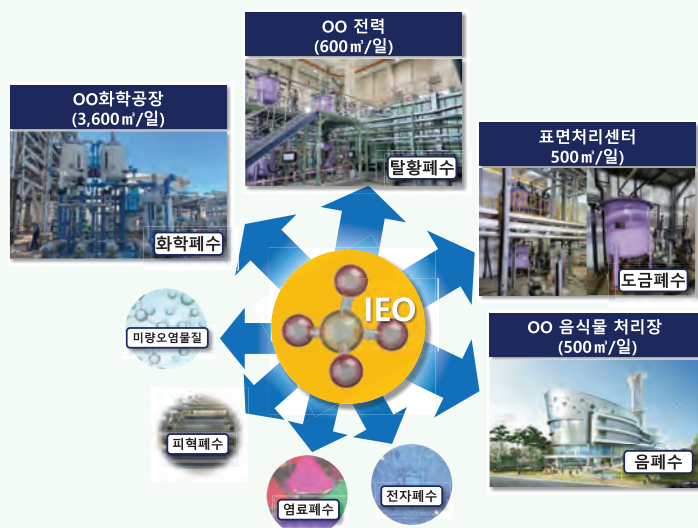 OO 전력
(600㎥/일)
탈황폐수
OO화학공장
(3,600㎥/일)
화학폐수
표면처리센터
500㎥/일)
도금폐수
IEO
미량오염물질
OO 음식물 처리장
(500㎥/일)
음폐수
피혁폐수
염료폐수
전자폐수